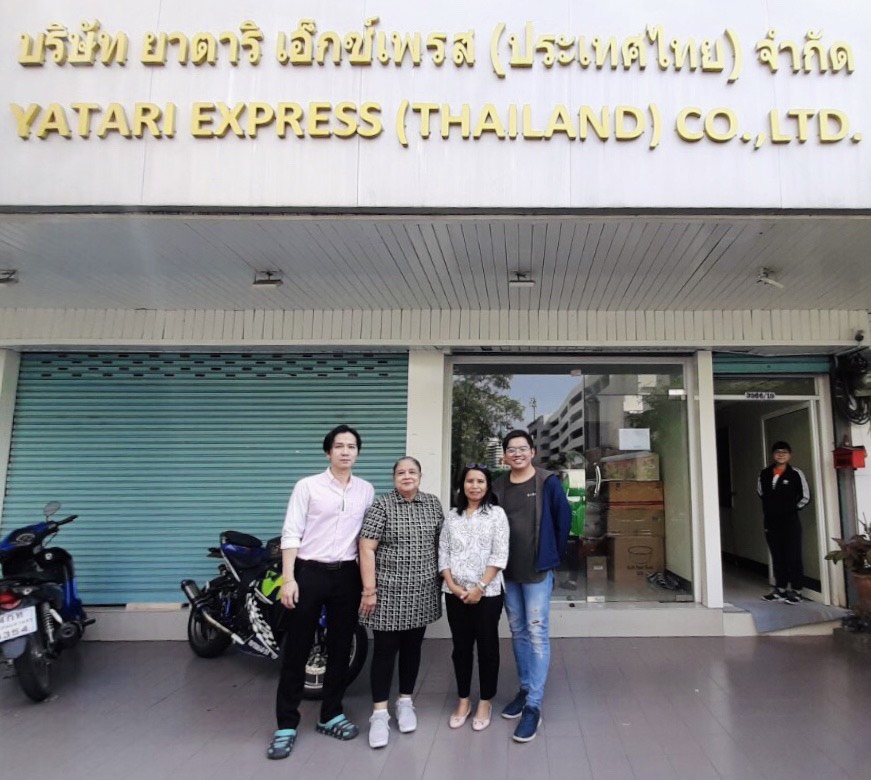 บริษัท ยาตาริ เอ็กซ์เพรส (ประเทศไทย) จำกัด
YATARI EXPRESS (THAILAND) CO.,LTD.